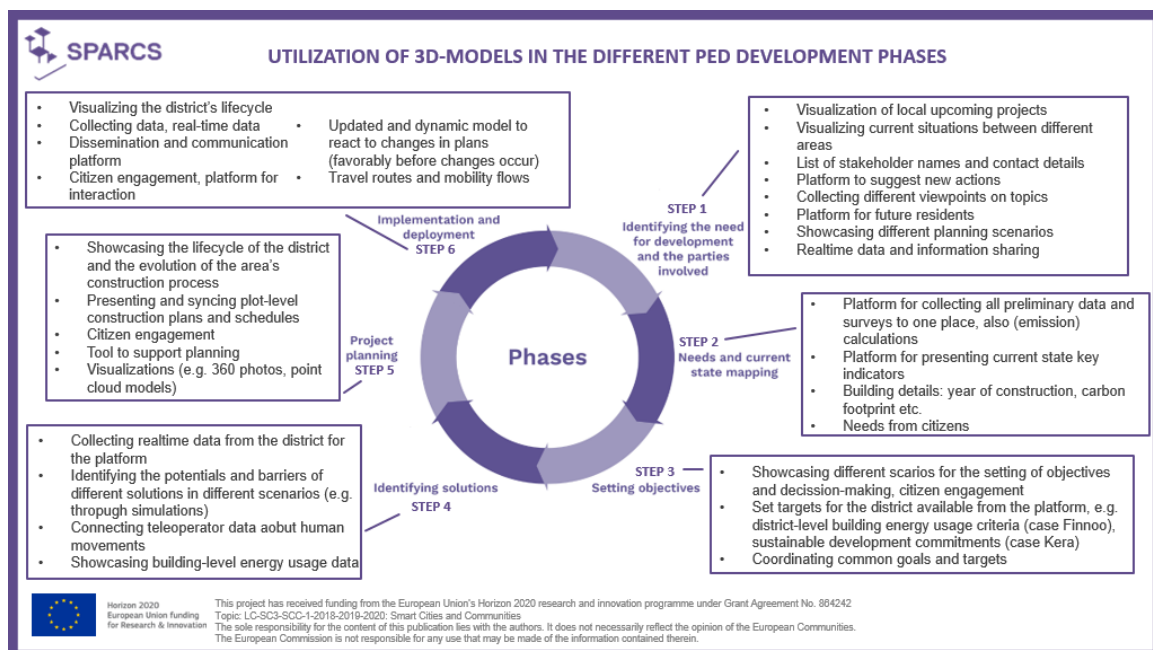 SPARCS
UTILIZATION OF 3D-MODELS IN THE DIFFERENT PED DEVELOPMENT PHASES
• Visualizing the district's lifecycle
• Collecting data, real-time data
• Dissemination and communication
platform
• Citizen engagement, platform for
interaction
• Updated and dynamic model to
react to changes in plans
(favorably before changes occur)
• Travel routes and mobility flows
• Visualization of local upcoming projects
• Visualizing current situations between different
areas
• List of stakeholder names and contact details
• Platform to suggest new actions
• Collecting different viewpoints on topics
• Platform for future residents
• Showcasing different planning scenarios
• Realtime data and information sharing
STEP 1
Identifying the need
for development
and the parties
involved
Implementation and
deployment
STEP 6
• Showcasing the lifecycle of the district
and the evolution of the area's
construction process
• Presenting and syncing plot-level
construction plans and schedules
• Citizen engagement
• Tool to support planning
• Visualizations (e.g. 360 photos, point
cloud models)
Project
planning
STEP 5
Phases
STEP 2
Needs and current
state mapping
• Platform for collecting all preliminary data and
surveys to one place, also (emission)
calculations
• Platform for presenting current state key
indicators
• Building details: year of construction, carbon
footprint etc.
• Needs from citizens
• Collecting realtime data from the district for
the platform
• Identifying the potentials and barriers of
different solutions in different scenarios (e.g.
thropugh simulations)
• Connecting teleoperator data aobut human
movements
• Showcasing building-level energy usage data
Identifying solutions
STEP 4
STEP 3
Setting objectives
• Showcasing different scarios for the setting of objectives
and decission-making, citizen engagement
• Set targets for the district available from the platform, e.g.
district-level building energy usage criteria (case Finnoo),
sustainable development commitments (case Kera)
• Coordinating common goals and targets
Horizon 2020
European Union funding
for Research & Innovation
This project has received funding from the European Union's Horizon 2020 research and innovation programme under Grant Agreement No. 864242
Topic: LC-SC3-SCC-1-2018-2019-2020: Smart Cities and Communities
The sole responsibility for the content of this publication lies with the authors. It does not necessarily reflect the opinion of the European Communities.
The European Commission is not responsible for any use that may be made of the information contained therein.